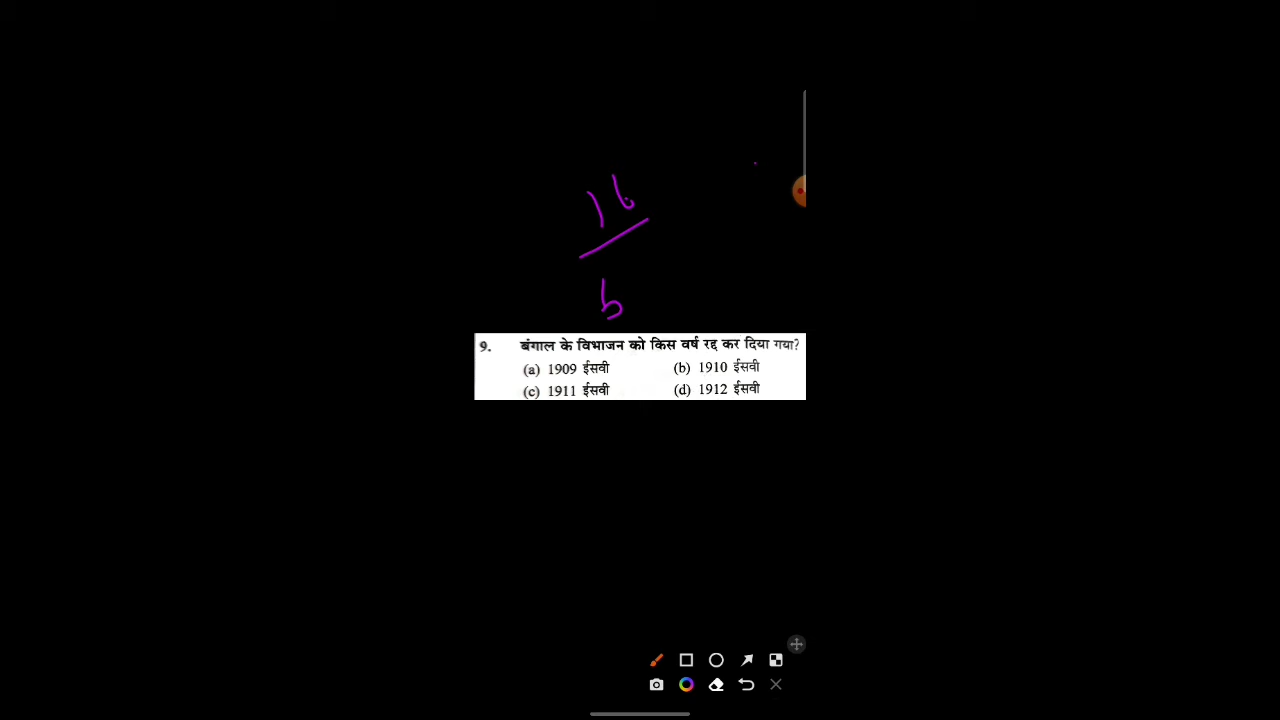 16
5
9. बंगाल के विभाजन को किस वर्ष रद्द कर दिया गया?
(a) 1909 ईसवी (b) 1910 ईसवी
(c) 1911 ईसवी (d) 1912 ईसवी